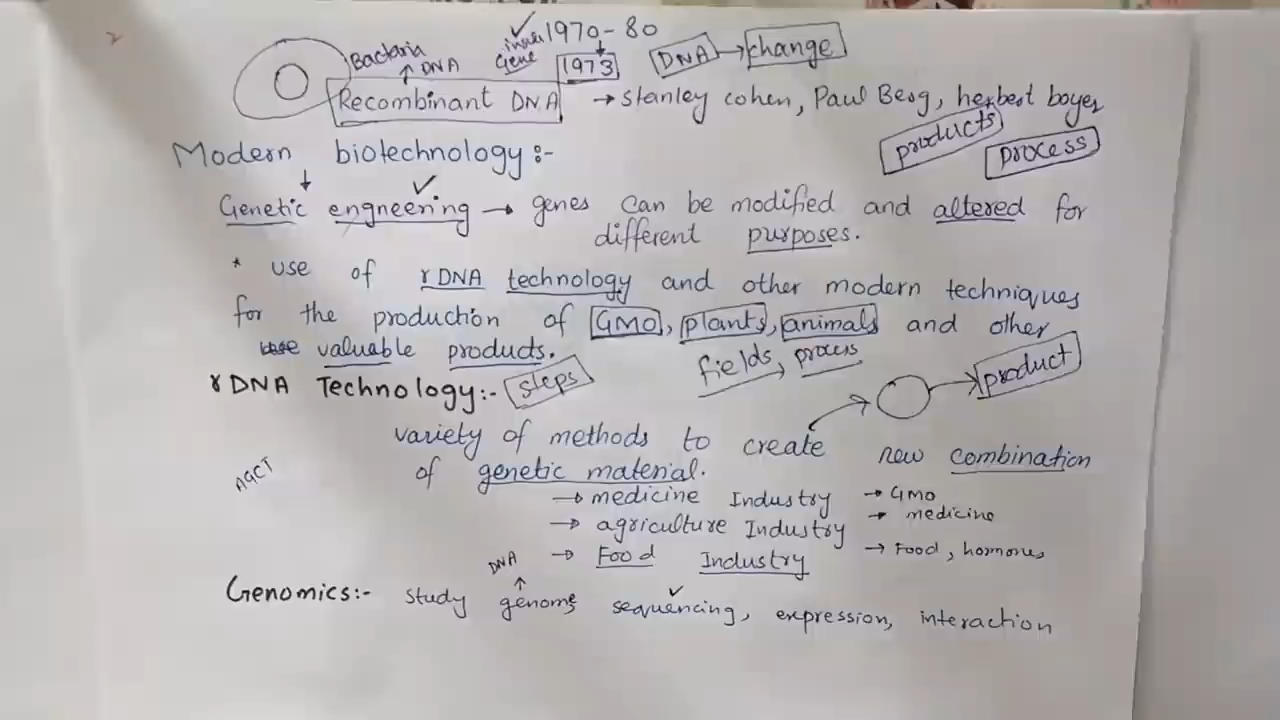 1970-80
Bacteria
DNA
Gene
1973
DNA → change
Recombinant DNA → Stanley cohen, Paul Berg, herbert boyer
products
process
Modern biotechnology :-
Genetic engneering → genes can be modified and altered for
different purposes.
* use of rDNA technology and other modern techniques
for the production of GMO, plants, animals and other
valuable products.
fields, process
product
rDNA Technology:- steps
variety of methods to create new combination
of genetic material.
AGCT
→ medicine Industry → GMO
→ medicine
→ agriculture Industry
→ Food Industry → Food, hormones
DNA
Genomics:- study genome sequencing, expression, interaction